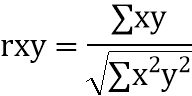 rxy = ∑xy / √∑x²y²